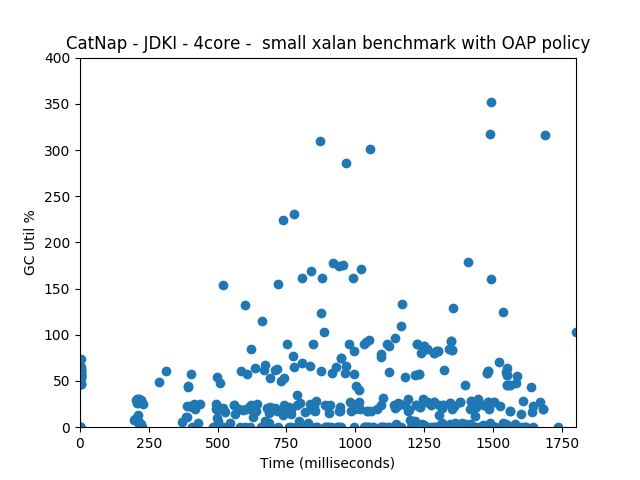 CatNap - JDKI - 4core -  small xalan benchmark with OAP policy
400
350
300
250
200
150
100
50
0
GC Util %
0 250 500 750 1000 1250 1500 1750
Time (milliseconds)